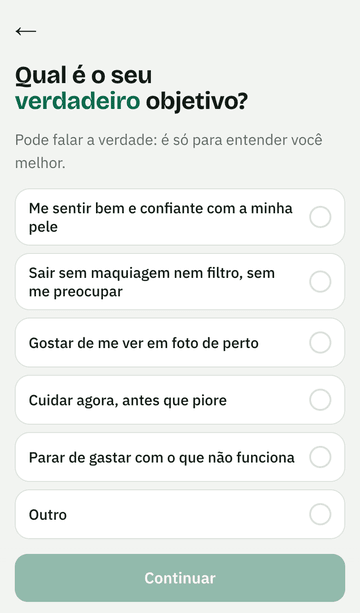 Qual é o seu
verdadeiro objetivo?
Pode falar a verdade: é só para entender você
melhor.
Me sentir bem e confiante com a minha
pele
Sair sem maquiagem nem filtro, sem
me preocupar
Gostar de me ver em foto de perto
Cuidar agora, antes que piore
Parar de gastar com o que não funciona
Outro
Continuar